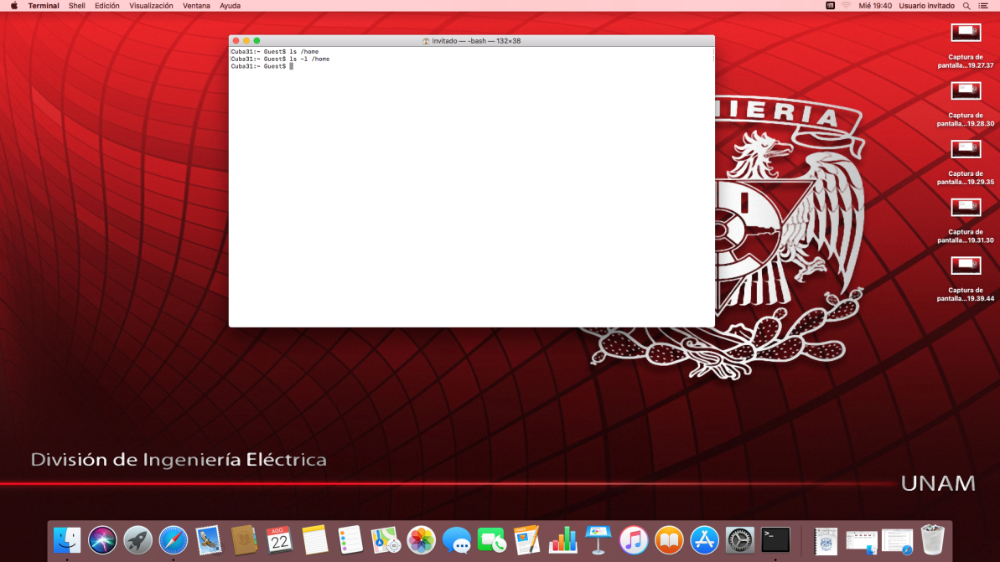 Terminal Shell Edición Visualización Ventana Ayuda
Mié 19:40 Usuario invitado
Invitado — -bash — 132×38
Cuba31:~ Guest$ ls /home
Cuba31:~ Guest$ ls -l /home
Cuba31:~ Guest$
Captura de
pantalla...19.27.37
Captura de
pantalla...19.28.30
Captura de
pantalla...19.29.35
Captura de
pantalla...19.31.30
Captura de
pantalla...19.39.44
NIERIA
División de Ingeniería Eléctrica
UNAM
AGO
22
3D
>_